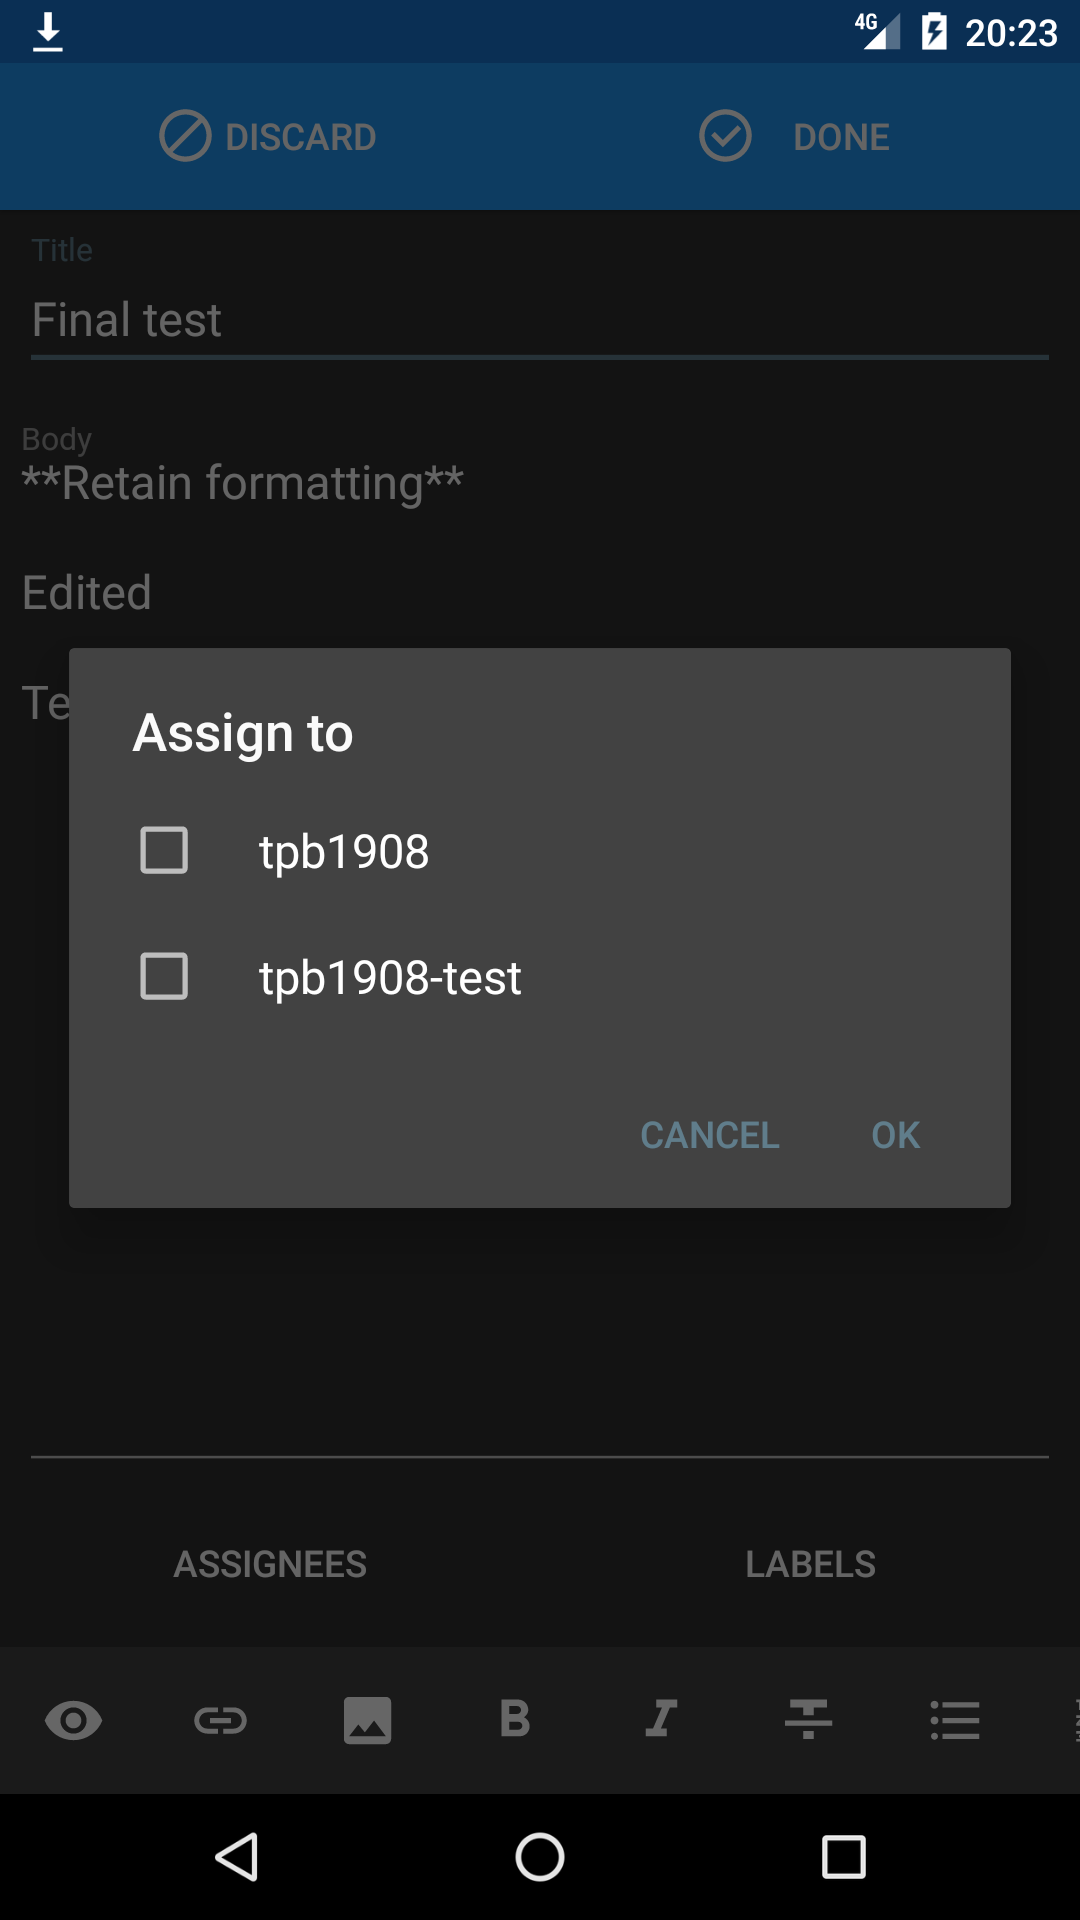 4G 20:23
DISCARD DONE
Title
Final test
Body
**Retain formatting**
Edited
Te
Assign to
tpb1908
tpb1908-test
CANCEL OK
ASSIGNEES LABELS